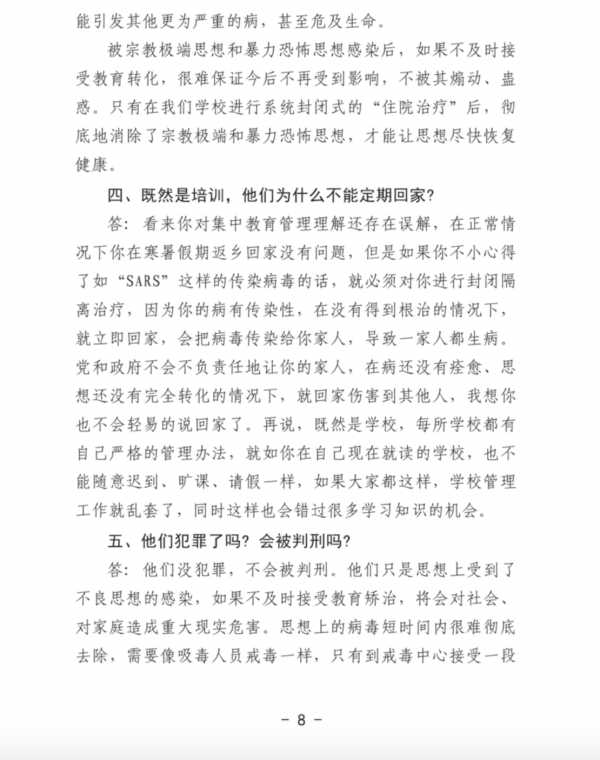 能引发其他更为严重的病，甚至危及生命。
被宗教极端思想和暴力恐怖思想感染后，如果不及时接
受教育转化，很难保证今后不再受到影响，不被其煽动、蛊
惑。只有在我们学校进行系统封闭式的“住院治疗”后，彻
底地消除了宗教极端和暴力恐怖思想，才能让思想尽快恢复
健康。
四、既然是培训，他们为什么不能定期回家?
答：看来你对集中教育管理理解还存在误解，在正常情
况下你在寒暑假期返乡回家没有问题，但是如果你不小心得
了如“SARS”这样的传染病毒的话，就必须对你进行封闭隔
离治疗，因为你的病有传染性，在没有得到根治的情况下，
就立即回家，会把病毒传染给你家人，导致一家人都生病。
党和政府不会不负责任地让你的家人，在病还没有痊愈、思
想还没有完全转化的情况下，就回家伤害到其他人，我想你
也不会轻易的说回家了。再说，既然是学校，每所学校都有
自己严格的管理办法，就如你在自己现在就读的学校，也不
能随意迟到、旷课、请假一样，如果大家都这样，学校管理
工作就乱套了，同时这样也会错过很多学习知识的机会。
五、他们犯罪了吗？会被判刑吗?
答：他们没犯罪，不会被判刑。他们只是思想上受到了
不良思想的感染，如果不及时接受教育矫治，将会对社会、
对家庭造成重大现实危害。思想上的病毒短时间内很难彻底
去除，需要像吸毒人员戒毒一样，只有到戒毒中心接受一段
- 8 -